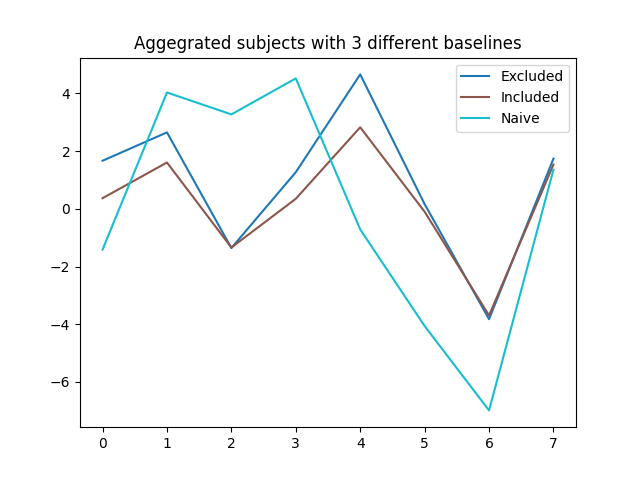 Aggegrated subjects with 3 different baselines
Excluded
Included
Naive
4
2
0
−2
−4
−6
0 1 2 3 4 5 6 7